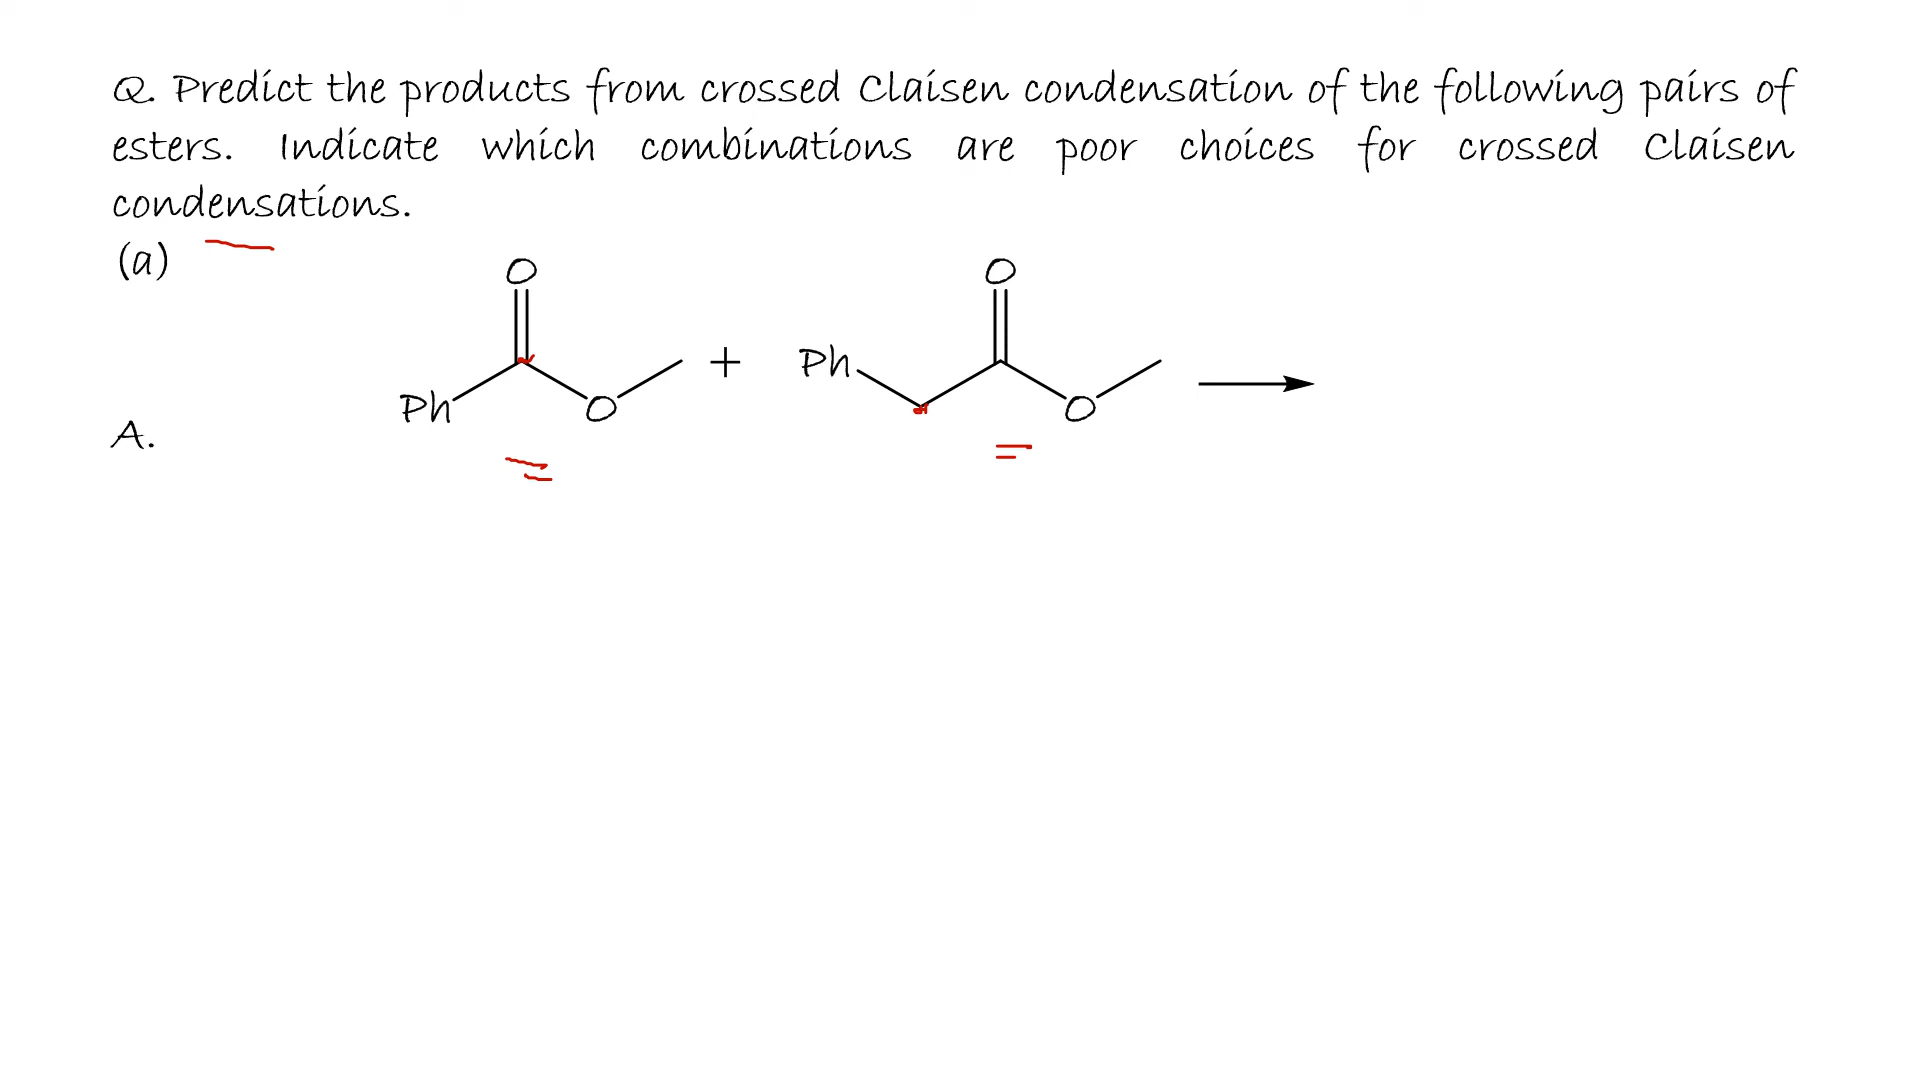 Q. Predict the products from crossed Claisen condensation of the following pairs of
esters. Indicate which combinations are poor choices for crossed Claisen
condensations.
(a)
O O
Ph O + Ph O
A.